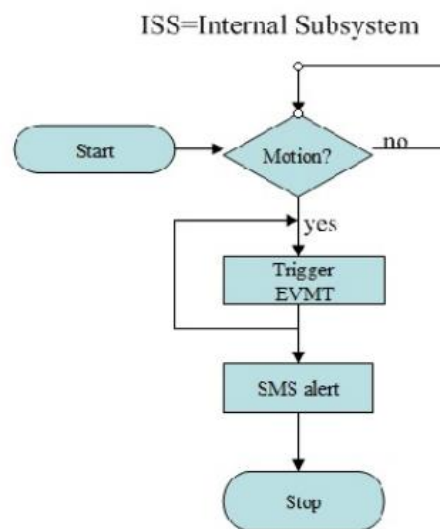 ISS=Internal Subsystem
Start
Motion?
no
yes
Trigger
EVMT
SMS alert
Stop